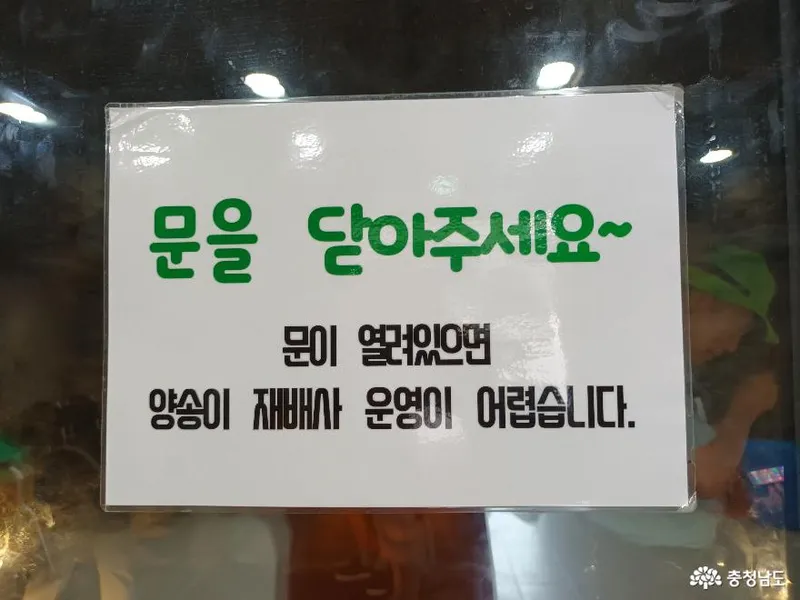 문을 닫아주세요~
문이 열려있으면
양송이 재배사 운영이 어렵습니다.
충청남도